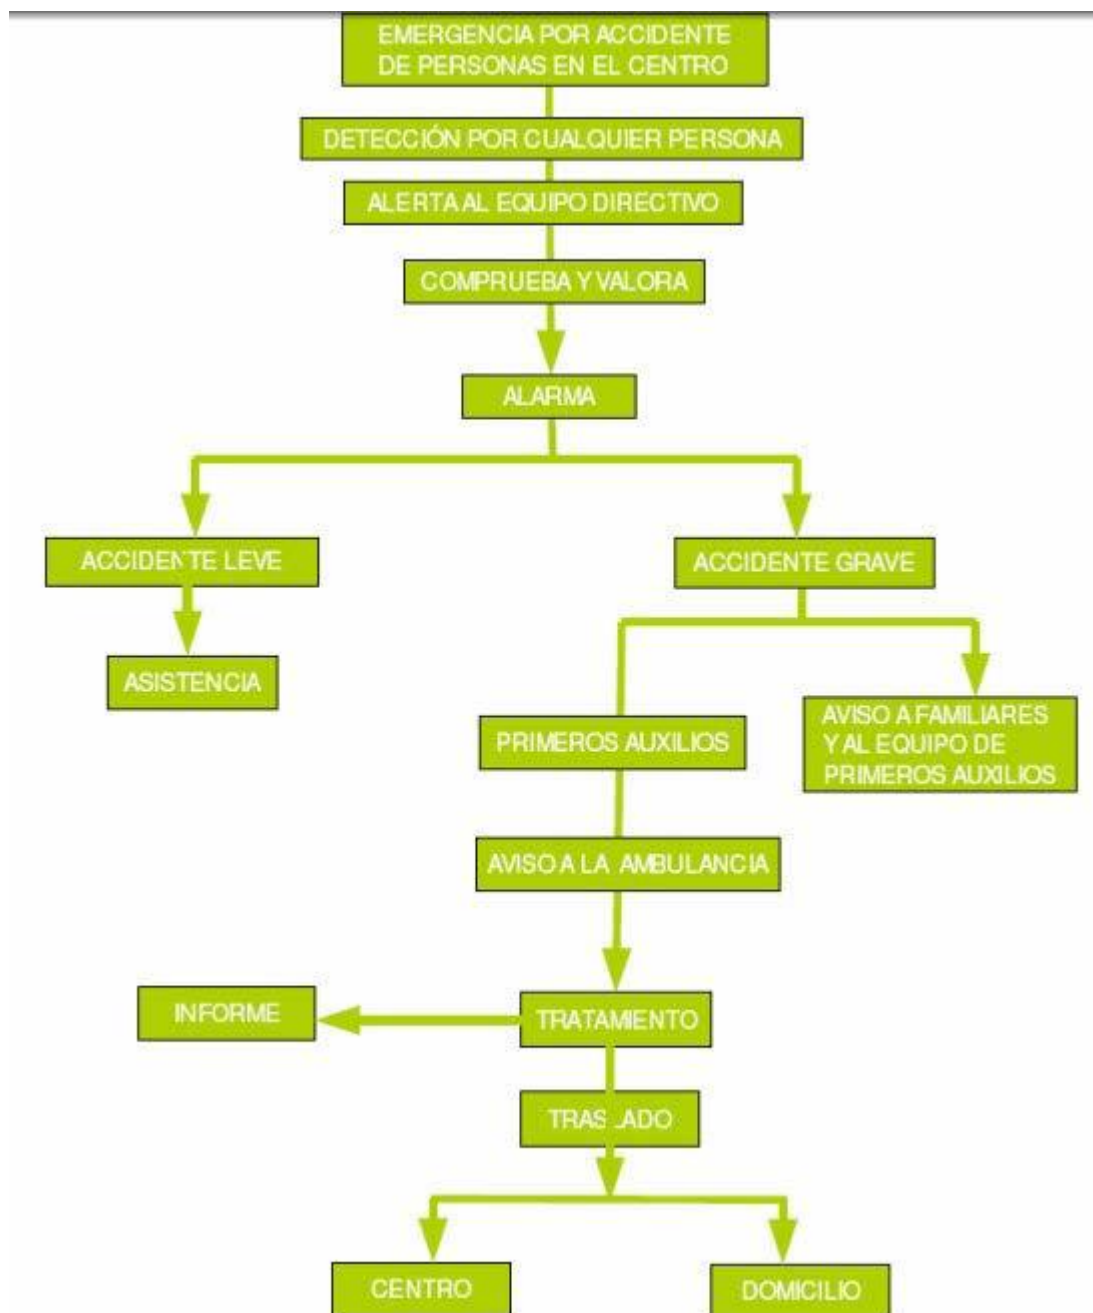 EMERGENCIA POR ACCIDENTE
DE PERSONAS EN EL CENTRO
DETECCIÓN POR CUALQUIER PERSONA
ALERTA AL EQUIPO DIRECTIVO
COMPRUEBA Y VALORA
ALARMA
ACCIDENTE LEVE
ACCIDENTE GRAVE
ASISTENCIA
AVISO A FAMILIARES
Y AL EQUIPO DE
PRIMEROS AUXILIOS
PRIMEROS AUXILIOS
AVISO A LA AMBULANCIA
INFORME
TRATAMIENTO
TRASLADO
CENTRO
DOMICILIO